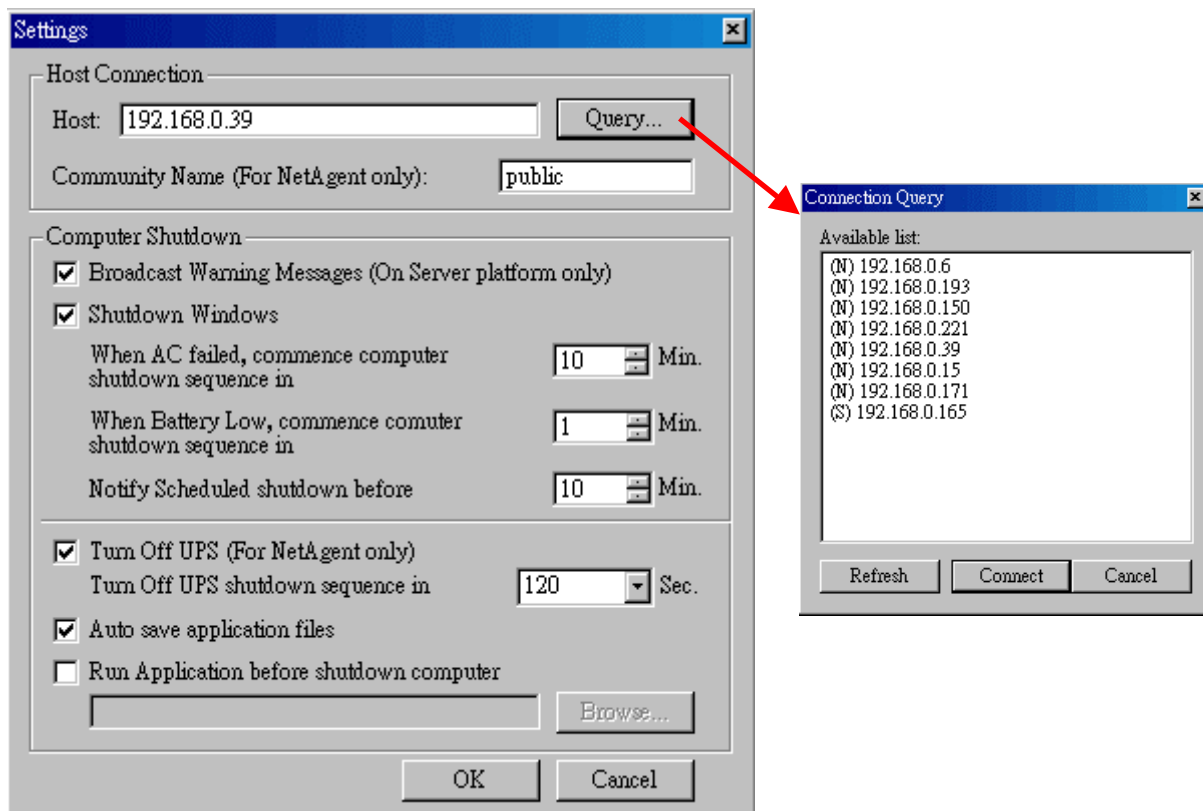 Settings
Host Connection
Host: 192.168.0.39 Query...
Community Name (For NetAgent only): public
Computer Shutdown
Broadcast Warning Messages (On Server platform only)
Shutdown Windows
When AC failed, commence computer
shutdown sequence in
10 Min.
When Battery Low, commence comuter
shutdown sequence in
1 Min.
Notify Scheduled shutdown before 10 Min.
Turn Off UPS (For NetAgent only)
Turn Off UPS shutdown sequence in 120 Sec.
Auto save application files
Run Application before shutdown computer
Browse...
OK Cancel
Connection Query
Available list:
(N) 192.168.0.6
(N) 192.168.0.193
(N) 192.168.0.150
(N) 192.168.0.221
(N) 192.168.0.39
(N) 192.168.0.15
(N) 192.168.0.171
(S) 192.168.0.165
Refresh Connect Cancel